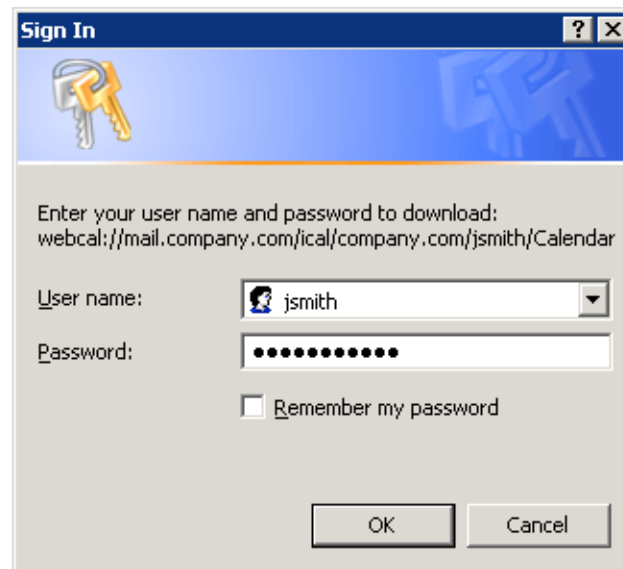 Sign In
Enter your user name and password to download:
webcal://mail.company.com/ical/company.com/jsmith/Calendar
User name:
jsmith
Password:
●●●●●●●●●●●
Remember my password
OK
Cancel